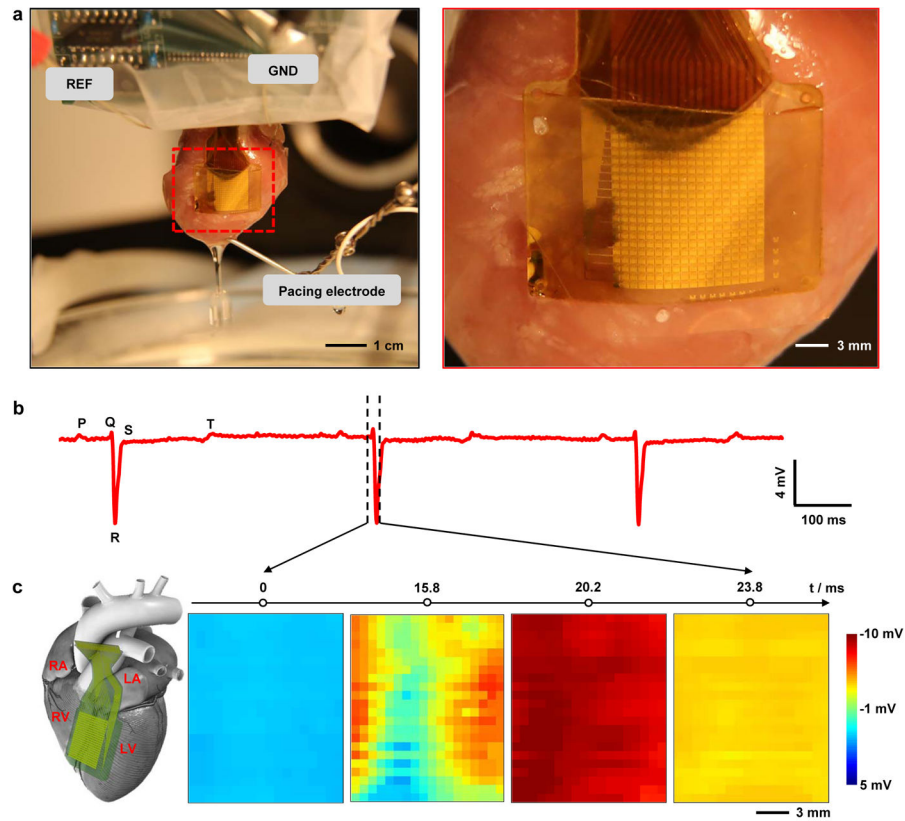 a
REF
GND
Pacing electrode
1 cm
3 mm
b
P
Q
S
T
R
4 mV
100 ms
c
0
15.8
20.2
23.8
t / ms
RA
LA
RV
LV
-10 mV
-1 mV
5 mV
3 mm